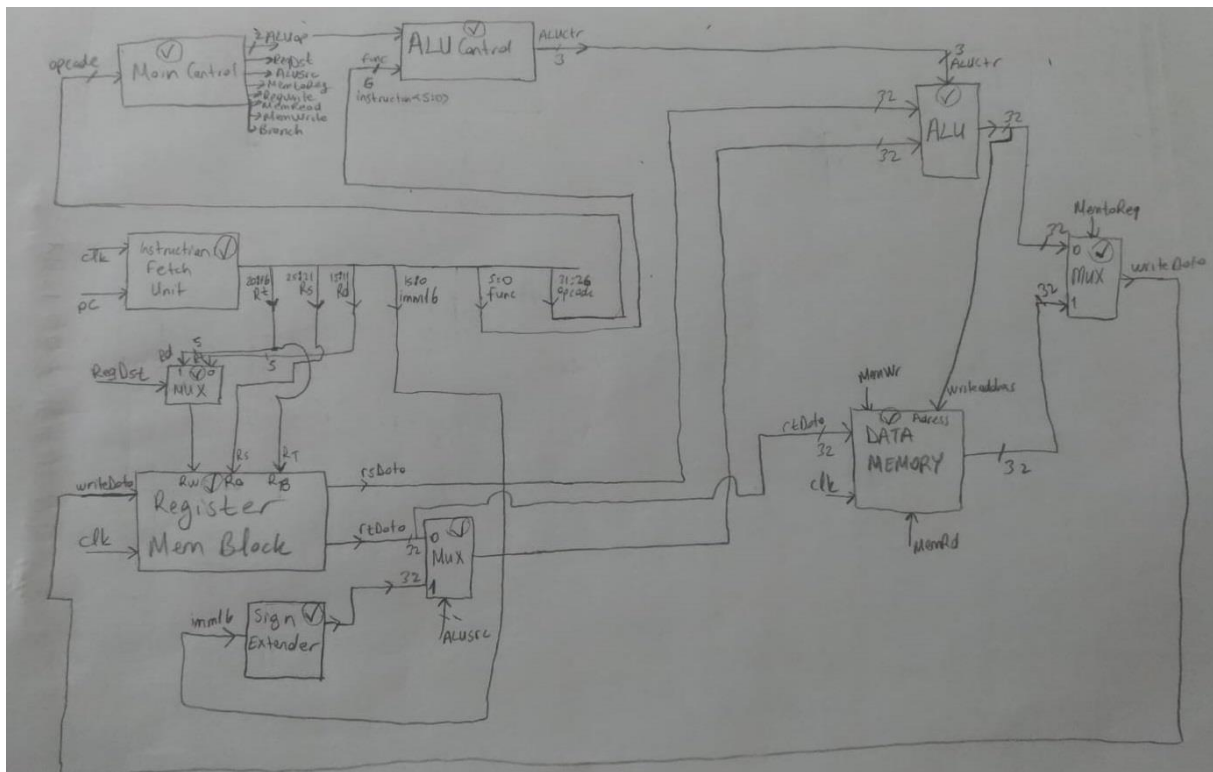 opcode
Main Control
2 ALUop
RegDst
ALUsrc
MemtoReg
RegWrite
MemRead
MemWrite
Branch
func
6
instruction<5:0>
ALU Control
ALUctr
3
3
ALUctr
32
32
ALU
32
clk
PC
Instruction
Fetch
Unit
20:16
Rt
25:21
Rs
15:11
Rd
15:0
imm16
5:0
func
31:26
opcode
MemtoReg
32
0
MUX
32
1
writeData
RegDst
Rd
5
1
0
MUX
5
Rs
RT
writeData
clk
RW
RA
RB
Register
Mem Block
rsData
rtData
32
0
Mux
32
1
ALUsrc
imm16
Sign
Extender
MemWr
writeaddres
Adress
rtData
32
DATA
MEMORY
clk
32
MemRd